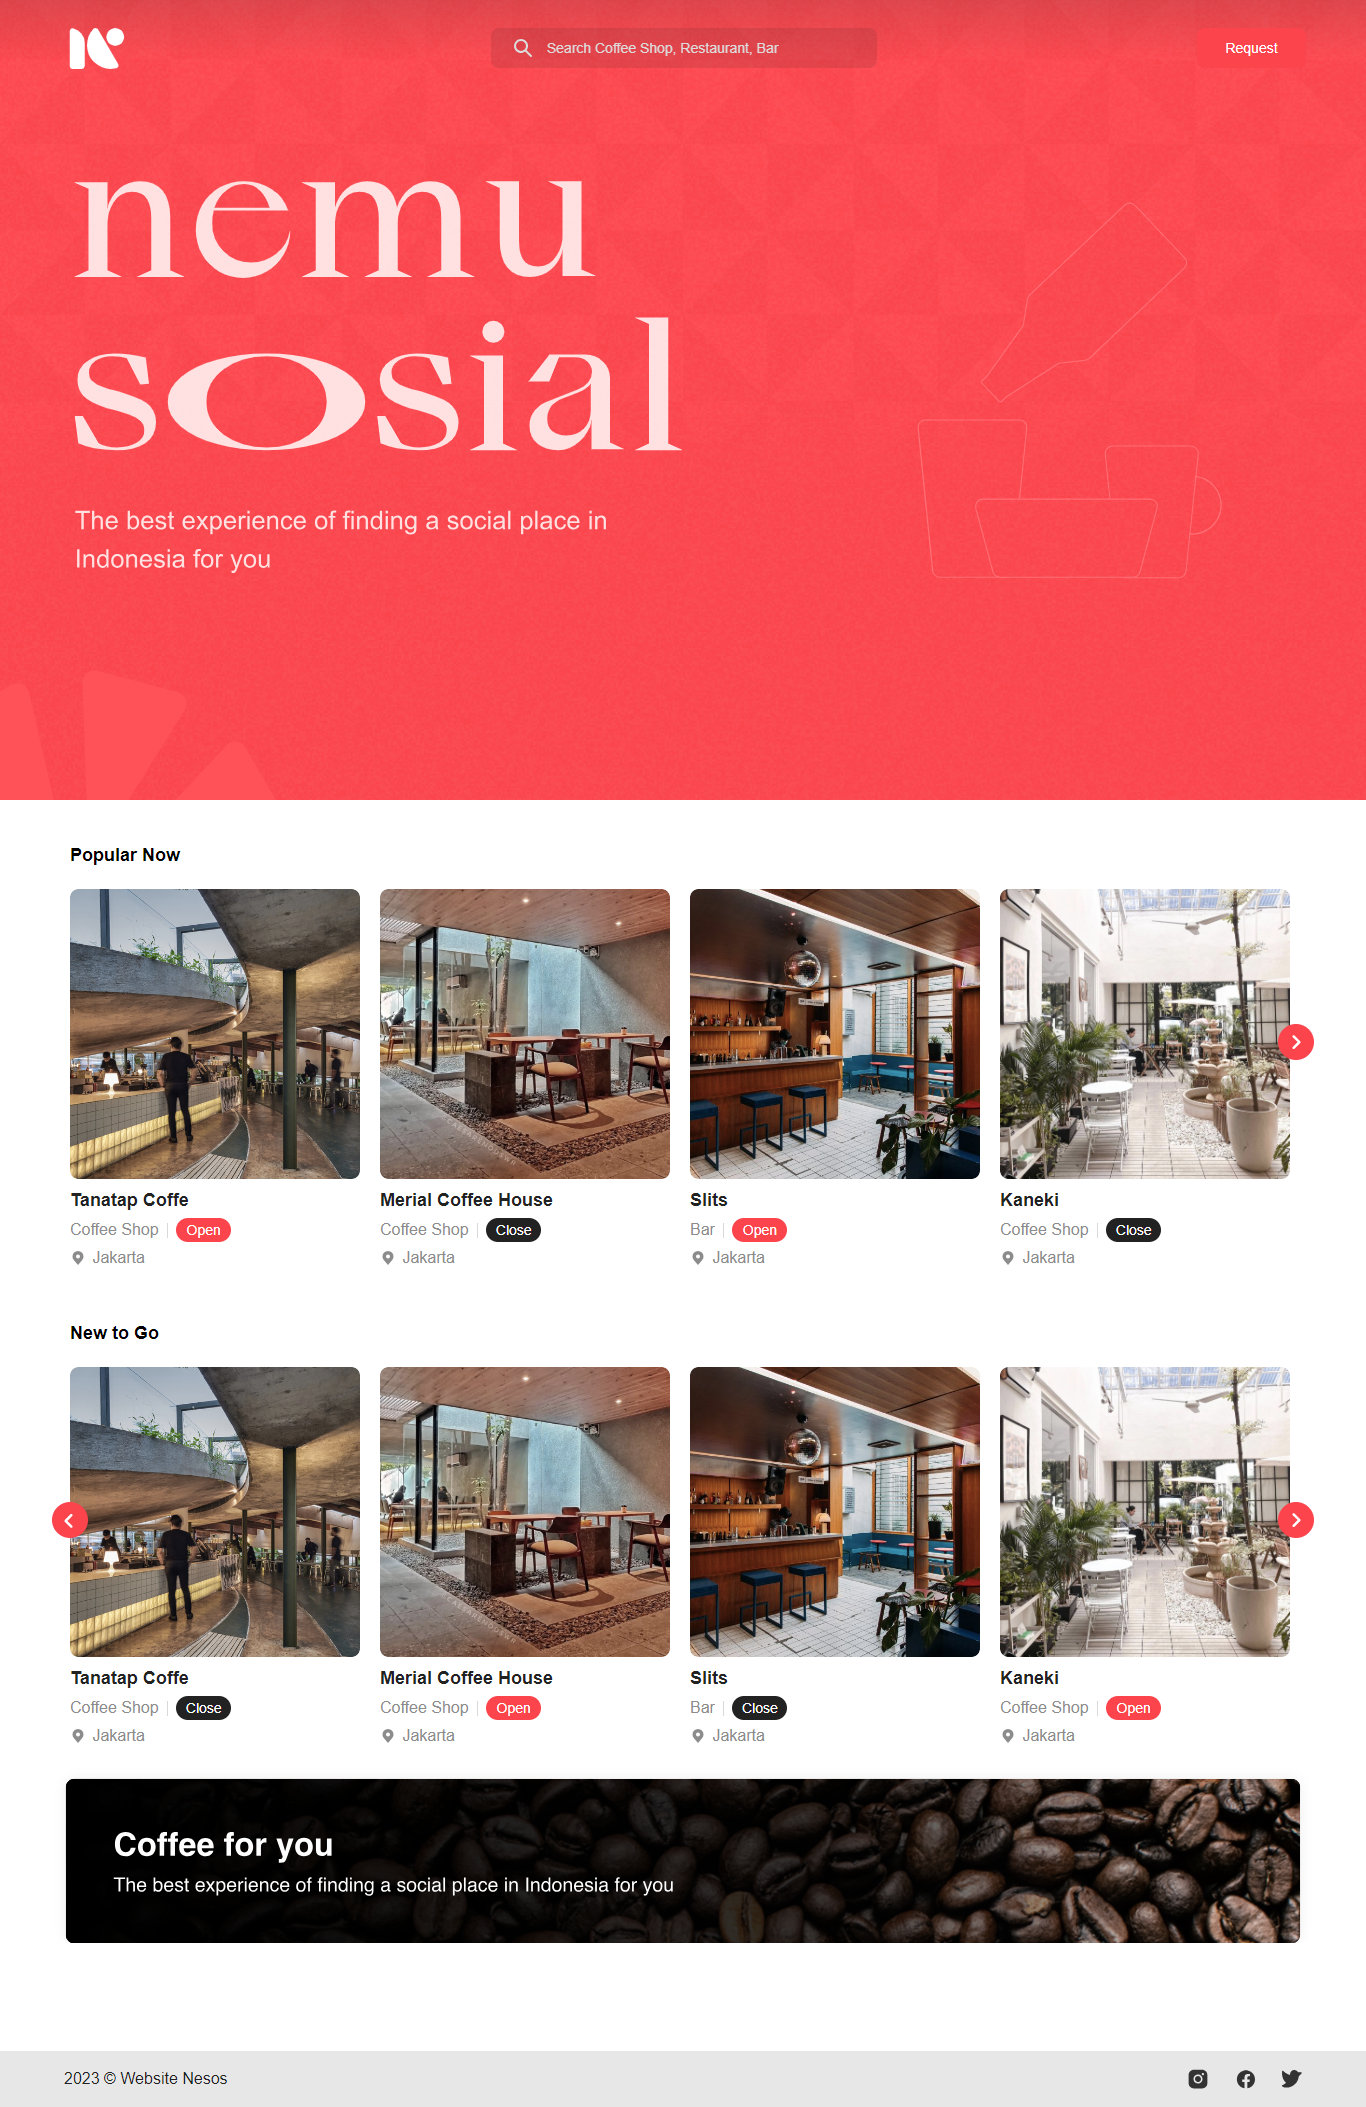 Search Coffee Shop, Restaurant, Bar
Request
nemu
sosial
The best experience of finding a social place in
Indonesia for you
Popular Now
Tanatap Coffe
Coffee Shop | Open
Jakarta
Merial Coffee House
Coffee Shop | Close
Jakarta
Slits
Bar | Open
Jakarta
Kaneki
Coffee Shop | Close
Jakarta
New to Go
Tanatap Coffe
Coffee Shop | Close
Jakarta
Merial Coffee House
Coffee Shop | Open
Jakarta
Slits
Bar | Close
Jakarta
Kaneki
Coffee Shop | Open
Jakarta
Coffee for you
The best experience of finding a social place in Indonesia for you
2023 © Website Nesos